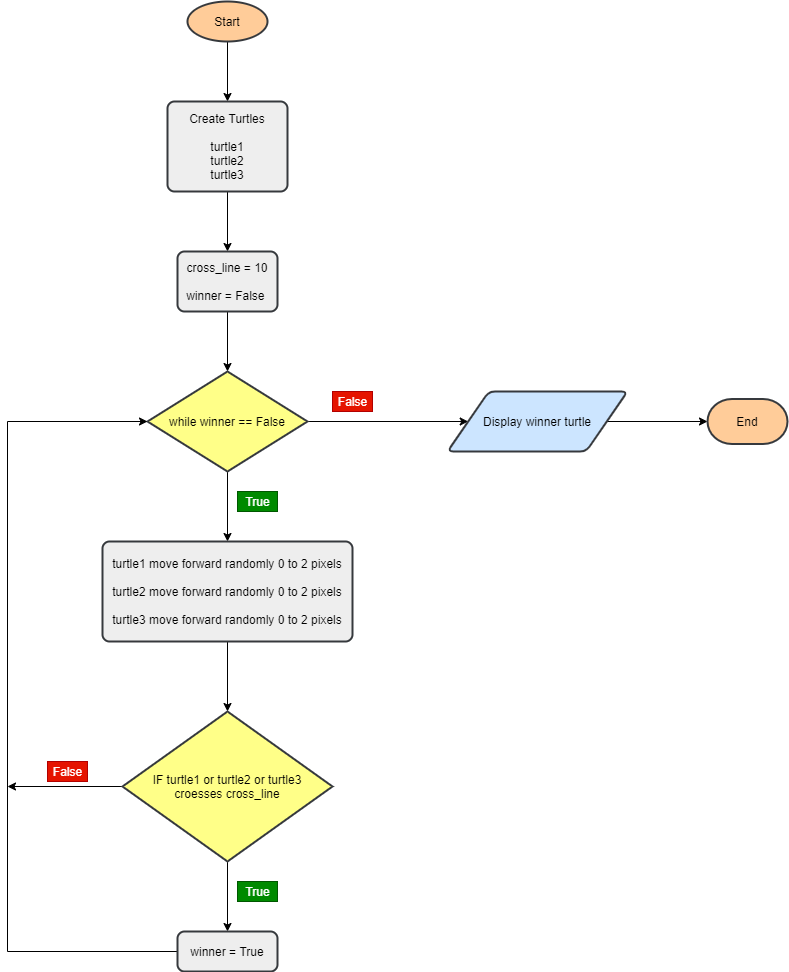 Start
Create Turtles
turtle1
turtle2
turtle3
cross_line = 10
winner = False
while winner == False
False
Display winner turtle
End
True
turtle1 move forward randomly 0 to 2 pixels
turtle2 move forward randomly 0 to 2 pixels
turtle3 move forward randomly 0 to 2 pixels
False
IF turtle1 or turtle2 or turtle3
croesses cross_line
True
winner = True